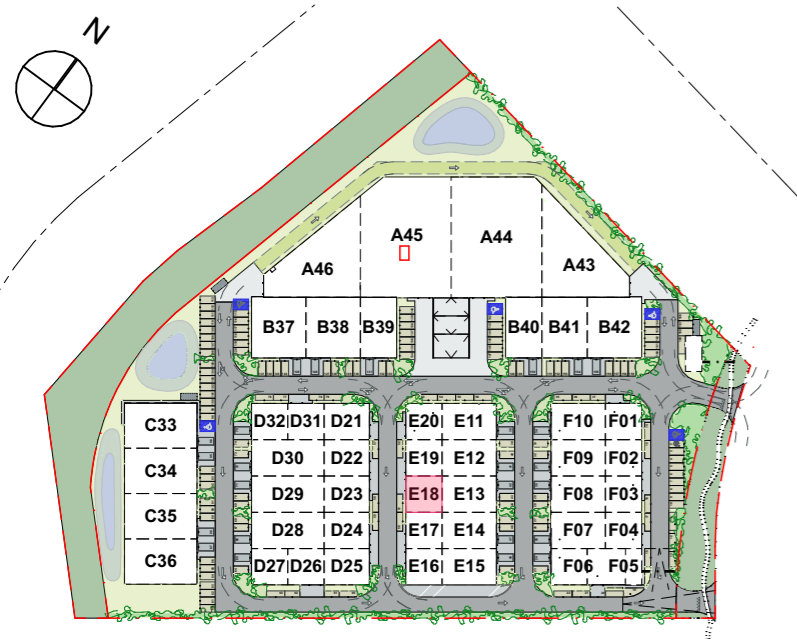 N
A45
A44
A46
A43
B37
B38
B39
B40
B41
B42
C33
C34
C35
C36
D32
D31
D21
D30
D22
D29
D23
D28
D24
D27
D26
D25
E20
E11
E19
E12
E18
E13
E17
E14
E16
E15
F10
F01
F09
F02
F08
F03
F07
F04
F06
F05